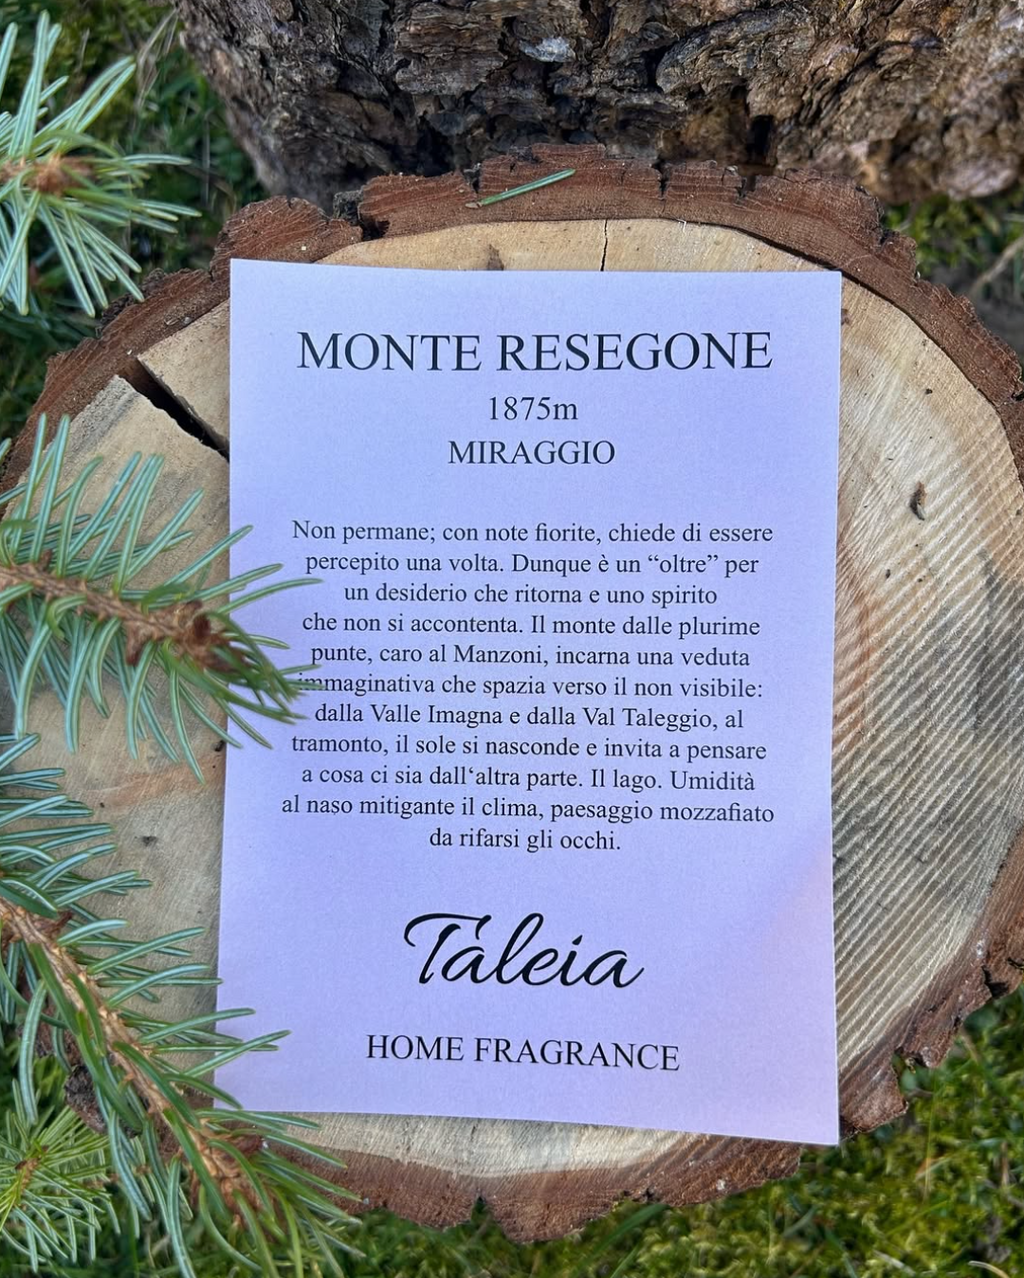 MONTE RESEGONE
1875m
MIRAGGIO
Non permane; con note fiorite, chiede di essere
percepito una volta. Dunque è un “oltre” per
un desiderio che ritorna e uno spirito
che non si accontenta. Il monte dalle plurime
punte, caro al Manzoni, incarna una veduta
immaginativa che spazia verso il non visibile:
dalla Valle Imagna e dalla Val Taleggio, al
tramonto, il sole si nasconde e invita a pensare
a cosa ci sia dall‘altra parte. Il lago. Umidità
al naso mitigante il clima, paesaggio mozzafiato
da rifarsi gli occhi.
Tàleia
HOME FRAGRANCE